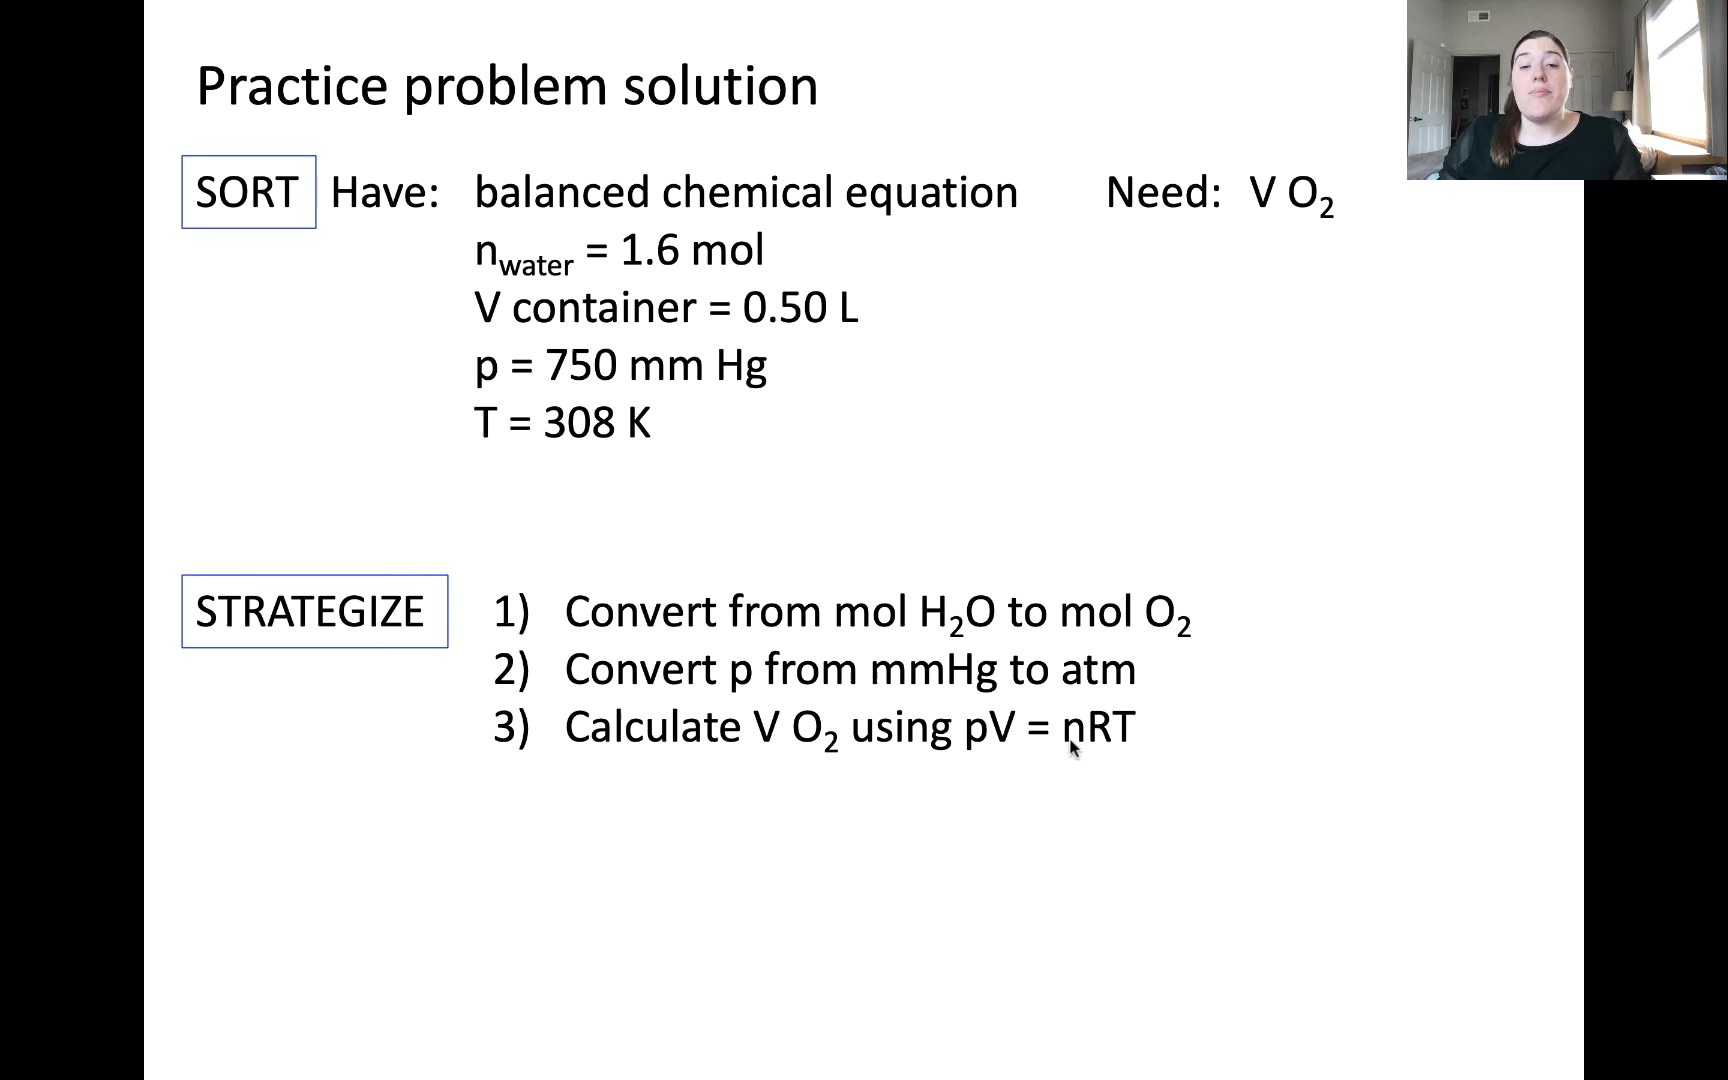 Practice problem solution
SORT Have: balanced chemical equation Need: V O₂
n_water = 1.6 mol
V container = 0.50 L
p = 750 mm Hg
T = 308 K
STRATEGIZE 1) Convert from mol H₂O to mol O₂
2) Convert p from mmHg to atm
3) Calculate V O₂ using pV = nRT